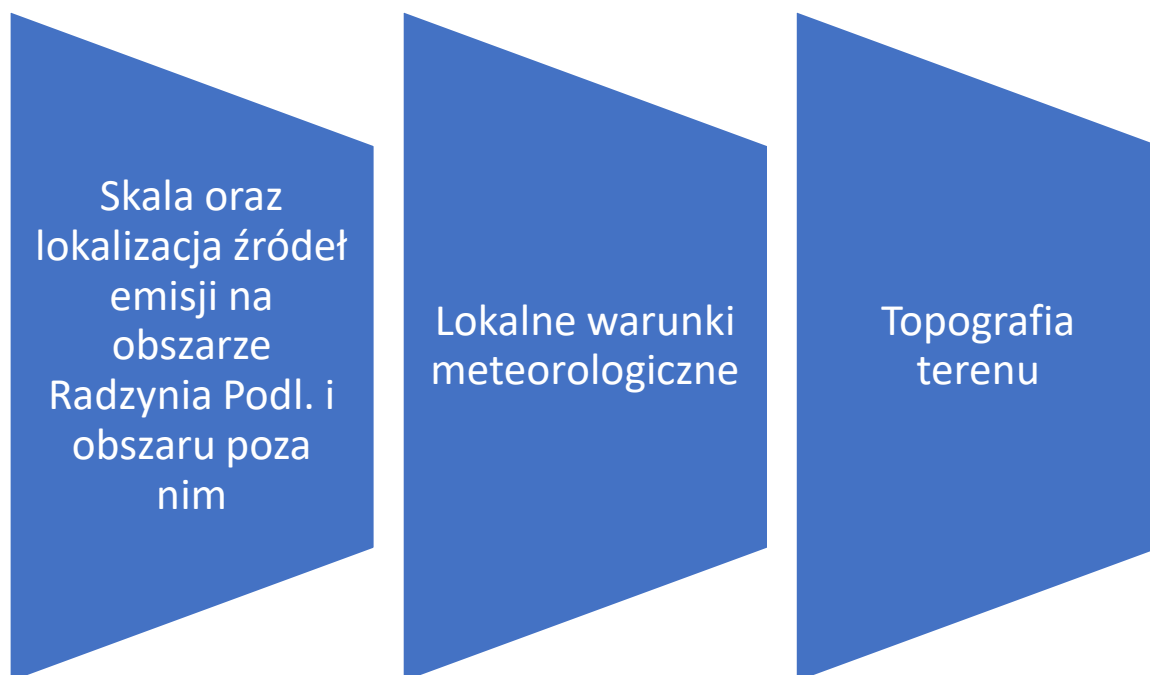 Skala oraz
lokalizacja źródeł
emisji na
obszarze
Radzynia Podl. i
obszaru poza
nim
Lokalne warunki
meteorologiczne
Topografia
terenu